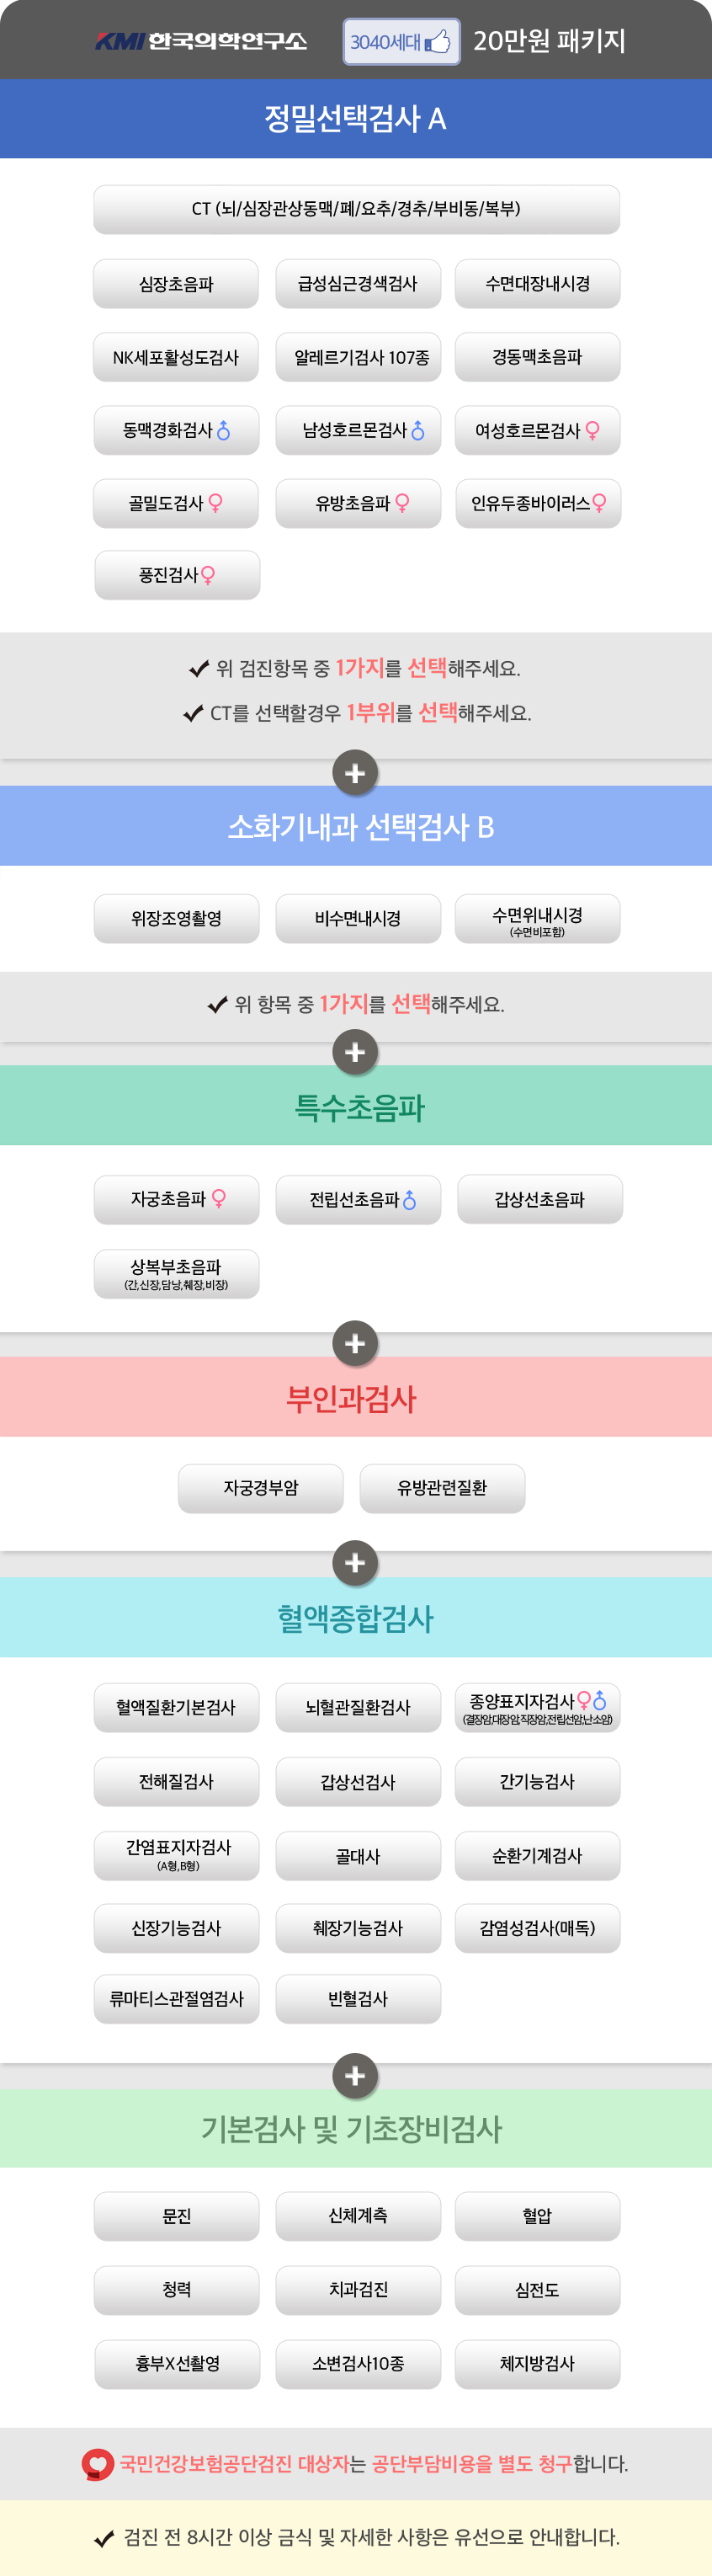 KMI 한국의학연구소 3040세대 20만원 패키지
정밀선택검사 A
CT (뇌/심장관상동맥/폐/요추/경추/부비동/복부)
심장초음파 급성심근경색검사 수면대장내시경
NK세포활성도검사 알레르기검사 107종 경동맥초음파
동맥경화검사♂ 남성호르몬검사♂ 여성호르몬검사♀
골밀도검사♀ 유방초음파♀ 인유두종바이러스♀
풍진검사♀
✔ 위 검진항목 중 1가지를 선택해주세요.
✔ CT를 선택할경우 1부위를 선택해주세요.
+
소화기내과 선택검사 B
위장조영촬영 비수면내시경 수면위내시경
(수면비포함)
✔ 위 항목 중 1가지를 선택해주세요.
+
특수초음파
자궁초음파♀ 전립선초음파♂ 갑상선초음파
상복부초음파
(간,신장,담낭,췌장,비장)
+
부인과검사
자궁경부암 유방관련질환
+
혈액종합검사
혈액질환기본검사 뇌혈관질환검사 종양표지자검사♀♂
(결장암,대장암,직장암,전립선암,난소암)
전해질검사 갑상선검사 간기능검사
간염표지자검사 골대사 순환기계검사
(A형,B형)
신장기능검사 췌장기능검사 감염성검사(매독)
류마티스관절염검사 빈혈검사
+
기본검사 및 기초장비검사
문진 신체계측 혈압
청력 치과검진 심전도
흉부X선촬영 소변검사10종 체지방검사
국민건강보험공단검진 대상자는 공단부담비용을 별도 청구합니다.
✔ 검진 전 8시간 이상 금식 및 자세한 사항은 유선으로 안내합니다.